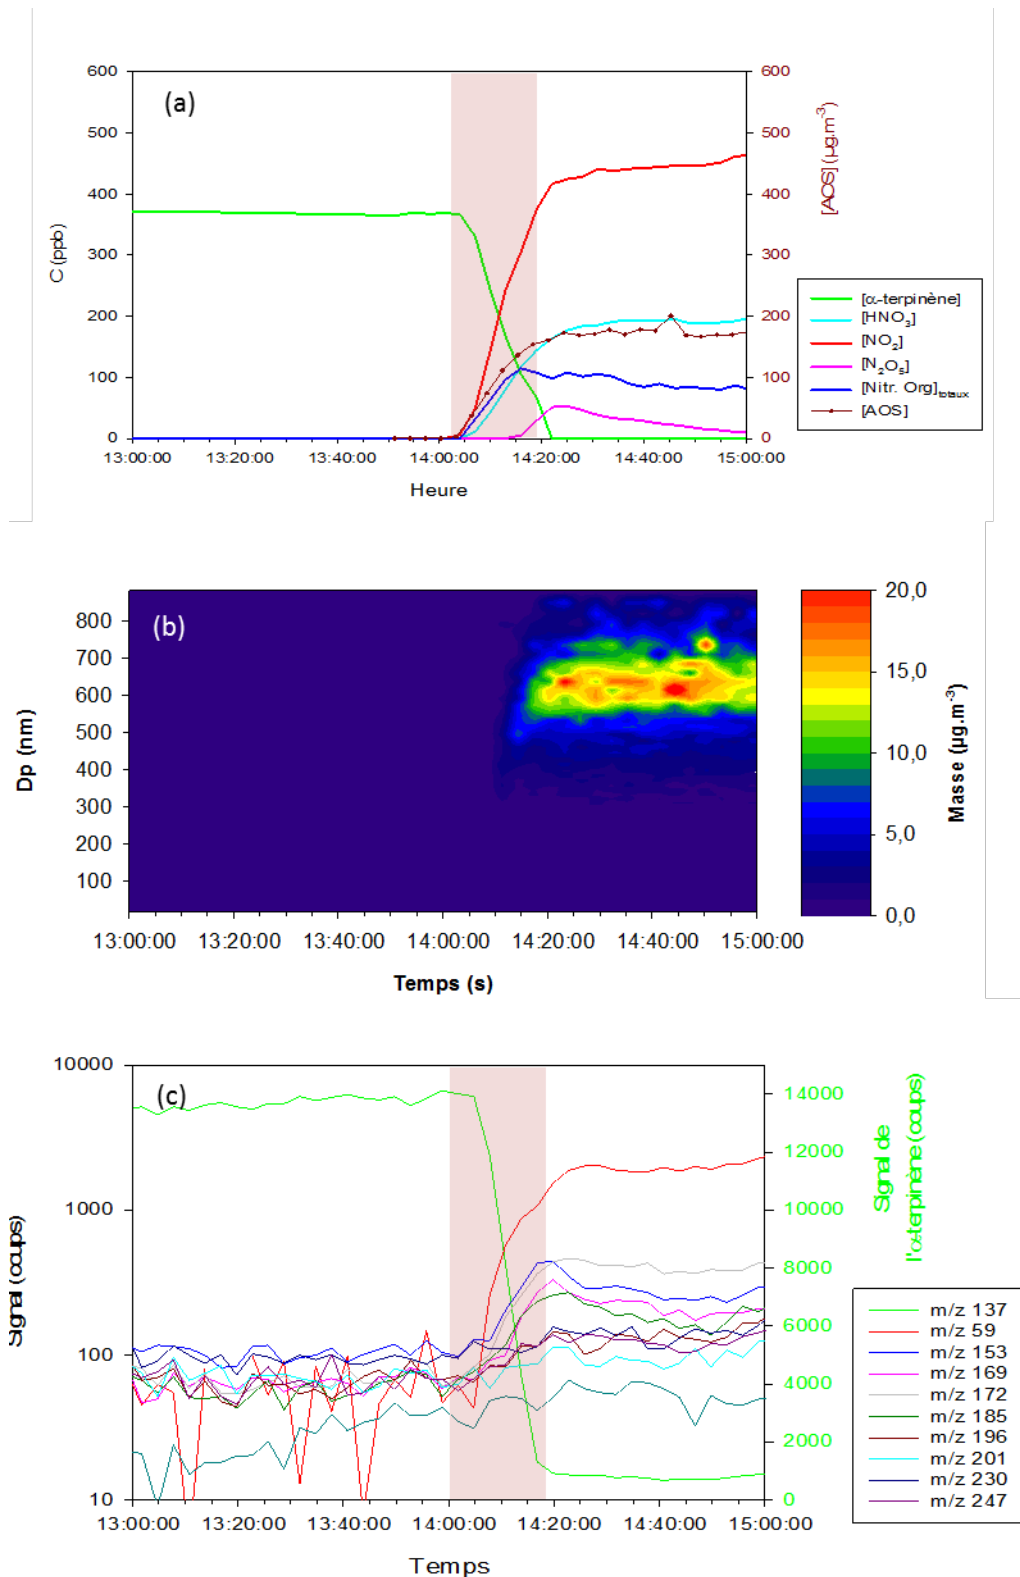 (a)
600
500
400
300
200
100
0
C (ppb)
600
500
400
300
200
100
0
[AOS] (µg.m-3)
13:00:00 13:20:00 13:40:00 14:00:00 14:20:00 14:40:00 15:00:00
Heure
[α-terpinène]
[HNO3]
[NO2]
[N2O5]
[Nitr. Org]totaux
[AOS]
(b)
800
700
600
500
400
300
200
100
Dp (nm)
13:00:00 13:20:00 13:40:00 14:00:00 14:20:00 14:40:00 15:00:00
Temps (s)
20,0
15,0
10,0
5,0
0,0
Masse (µg.m-3)
(c)
10000
1000
100
10
Signal (coups)
14000
12000
10000
8000
6000
4000
2000
0
Signal de
l'α-terpinène (coups)
13:00:00 13:20:00 13:40:00 14:00:00 14:20:00 14:40:00 15:00:00
Temps
m/z 137
m/z 59
m/z 153
m/z 169
m/z 172
m/z 185
m/z 196
m/z 201
m/z 230
m/z 247